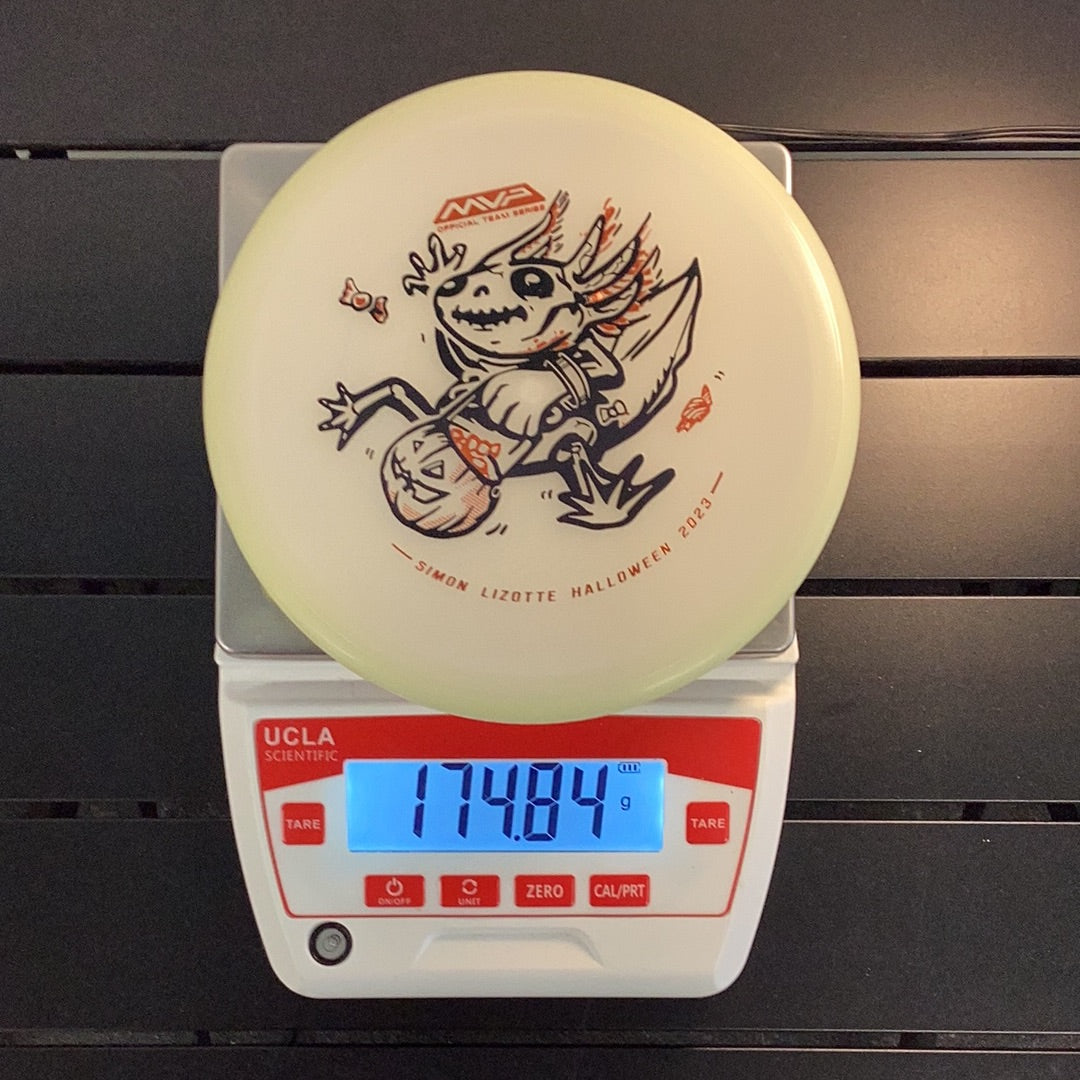 MVP
OFFICIAL TEAM SERIES
SIMON LIZOTTE HALLOWEEN 2023
UCLA
SCIENTIFIC
174.84 g
TARE
TARE
ON/OFF
UNIT
ZERO
CAL/PRT